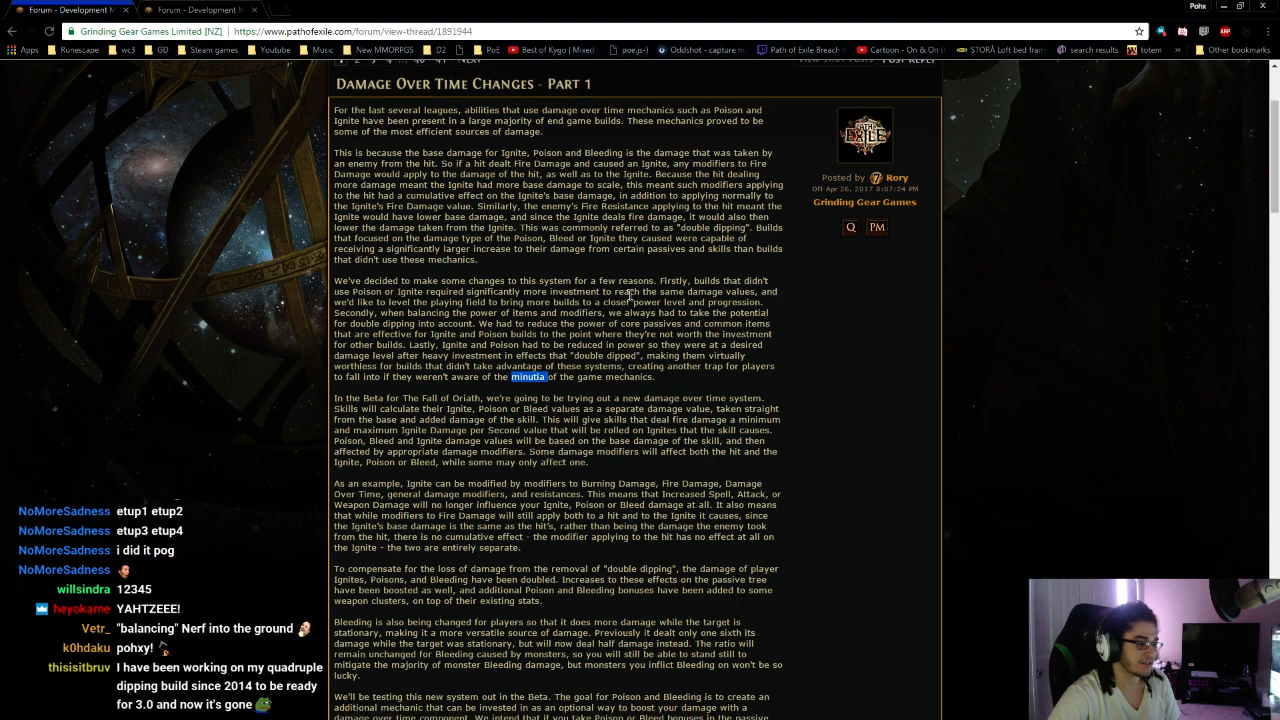 Forum - Development M
Forum - Development M
Pohx
Grinding Gear Games Limited [NZ] | https://www.pathofexile.com/forum/view-thread/1891944
Apps Runescape wc3 GD Steam games Youtube Music New MMORPGS D2 PoE Best of Kygo | Mixed poe.js-) Oddshot - capture m Path of Exile Breach Cartoon - On & On ( STORÅ Loft bed fram search results totem » Other bookmarks
Damage Over Time Changes - Part 1
For the last several leagues, abilities that use damage over time mechanics such as Poison and
Ignite have been present in a large majority of end game builds. These mechanics proved to be
some of the most efficient sources of damage.
This is because the base damage for Ignite, Poison and Bleeding is the damage that was taken by
an enemy from the hit. So if a hit dealt Fire Damage and caused an Ignite, any modifiers to Fire
Damage would apply to the damage of the hit, as well as to the Ignite. Because the hit dealing
more damage meant the Ignite had more base damage to scale, this meant such modifiers applying
to the hit had a cumulative effect on the Ignite's base damage, in addition to applying normally to
the Ignite's Fire Damage value. Similarly, the enemy's Fire Resistance applying to the hit meant the
Ignite would have lower base damage, and since the Ignite deals fire damage, it would also then
lower the damage taken from the Ignite. This was commonly referred to as "double dipping". Builds
that focused on the damage type of the Poison, Bleed or Ignite they caused were capable of
receiving a significantly larger increase to their damage from certain passives and skills than builds
that didn't use these mechanics.
We've decided to make some changes to this system for a few reasons. Firstly, builds that didn't
use Poison or Ignite required significantly more investment to reach the same damage values, and
we'd like to level the playing field to bring more builds to a closer power level and progression.
Secondly, when balancing the power of items and modifiers, we always had to take the potential
for double dipping into account. We had to reduce the power of core passives and common items
that are effective for Ignite and Poison builds to the point where they're not worth the investment
for other builds. Lastly, Ignite and Poison had to be reduced in power so they were at a desired
damage level after heavy investment in effects that "double dipped", making them virtually
worthless for builds that didn't take advantage of these systems, creating another trap for players
to fall into if they weren't aware of the minutia of the game mechanics.
In the Beta for The Fall of Oriath, we're going to be trying out a new damage over time system.
Skills will calculate their Ignite, Poison or Bleed values as a separate damage value, taken straight
from the base and added damage of the skill. This will give skills that deal fire damage a minimum
and maximum Ignite Damage per Second value that will be rolled on Ignites that the skill causes.
Poison, Bleed and Ignite damage values will be based on the base damage of the skill, and then
affected by appropriate damage modifiers. Some damage modifiers will affect both the hit and the
Ignite, Poison or Bleed, while some may only affect one.
As an example, Ignite can be modified by modifiers to Burning Damage, Fire Damage, Damage
Over Time, general damage modifiers, and resistances. This means that Increased Spell, Attack, or
Weapon Damage will no longer influence your Ignite, Poison or Bleed damage at all. It also means
that while modifiers to Fire Damage will still apply both to a hit and to the Ignite it causes, since
the Ignite's base damage is the same as the hit's, rather than being the damage the enemy took
from the hit, there is no cumulative effect - the modifier applying to the hit has no effect at all on
the Ignite - the two are entirely separate.
To compensate for the loss of damage from the removal of "double dipping", the damage of player
Ignites, Poisons, and Bleeding have been doubled. Increases to these effects on the passive tree
have been boosted as well, and additional Poison and Bleeding bonuses have been added to some
weapon clusters, on top of their existing stats.
Bleeding is also being changed for players so that it does more damage while the target is
stationary, making it a more versatile source of damage. Previously it dealt only one sixth its
damage while the target was stationary, but will now deal half damage instead. The ratio will
remain unchanged for Bleeding caused by monsters, so you will still be able to stand still to
mitigate the majority of monster Bleeding damage, but monsters you inflict Bleeding on won't be so
lucky.
We'll be testing this new system out in the Beta. The goal for Poison and Bleeding is to create an
additional mechanic that can be invested in as an optional way to boost your damage with a
damage over time component. We intend that if you take Poison or Bleed bonuses in the passive
PATH OF EXILE
Posted by Rory
on Apr 26, 2017 8:07:24 PM
Grinding Gear Games
Q PM
NoMoreSadness etup1 etup2
NoMoreSadness etup3 etup4
NoMoreSadness i did it pog
NoMoreSadness
willsindra 12345
heyokame YAHTZEEE!
Vetr_ "balancing" Nerf into the ground
k0hdaku pohxy!
thisisitbruv I have been working on my quadruple
dipping build since 2014 to be ready
for 3.0 and now it's gone